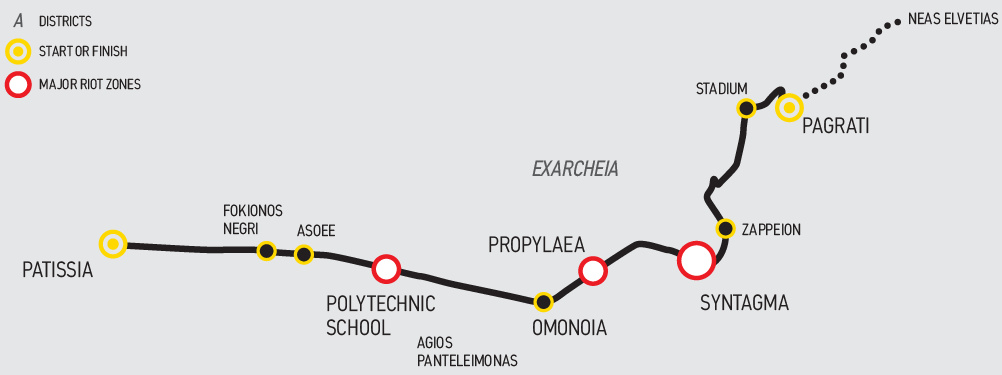 A DISTRICTS
START OR FINISH
MAJOR RIOT ZONES
NEAS ELVETIAS
STADIUM
PAGRATI
EXARCHEIA
FOKIONOS
NEGRI
ASOEE
PROPYLAEA
ZAPPEION
PATISSIA
POLYTECHNIC
SCHOOL
OMONOIA
SYNTAGMA
AGIOS
PANTELEIMONAS